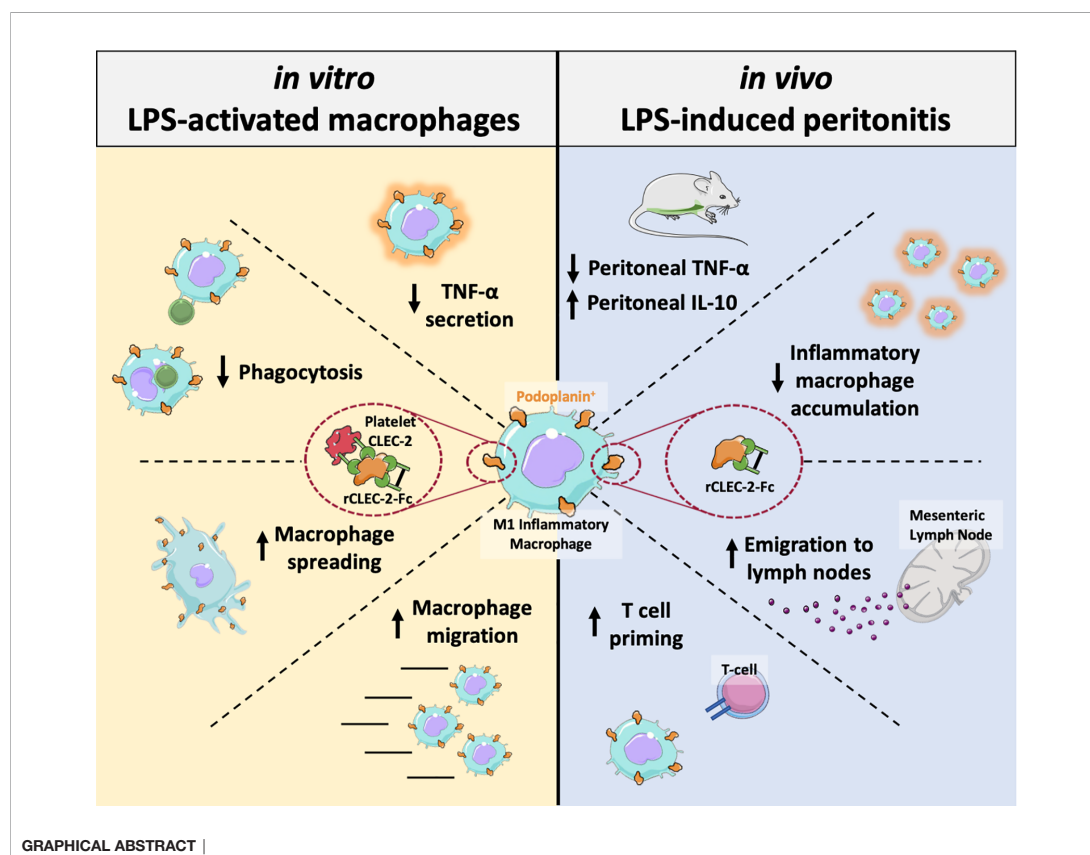 in vitro
LPS-activated macrophages
in vivo
LPS-induced peritonitis
TNF-α
secretion
Phagocytosis
Platelet
CLEC-2
rCLEC-2-Fc
Macrophage
spreading
Macrophage
migration
Podoplanin⁺
M1 Inflammatory
Macrophage
Peritoneal TNF-α
Peritoneal IL-10
Inflammatory
macrophage
accumulation
rCLEC-2-Fc
Emigration to
lymph nodes
Mesenteric
Lymph Node
T cell
priming
T-cell
GRAPHICAL ABSTRACT |